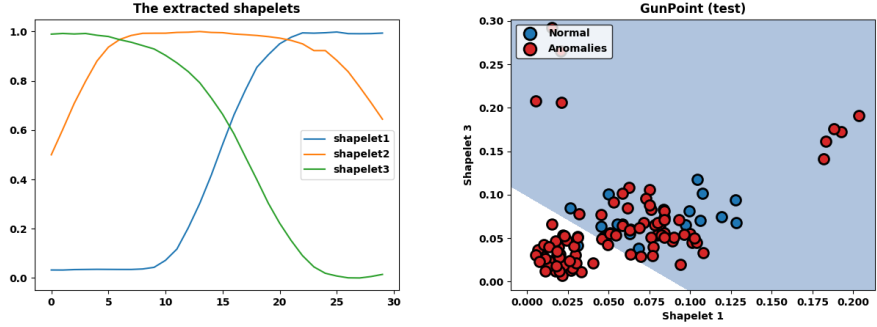 The extracted shapelets
1.0
0.8
0.6
0.4
0.2
0.0
shapelet1
shapelet2
shapelet3
0 5 10 15 20 25 30
GunPoint (test)
Shapelet 3
0.30
0.25
0.20
0.15
0.10
0.05
0.00
Normal
Anomalies
0.000 0.025 0.050 0.075 0.100 0.125 0.150 0.175 0.200
Shapelet 1